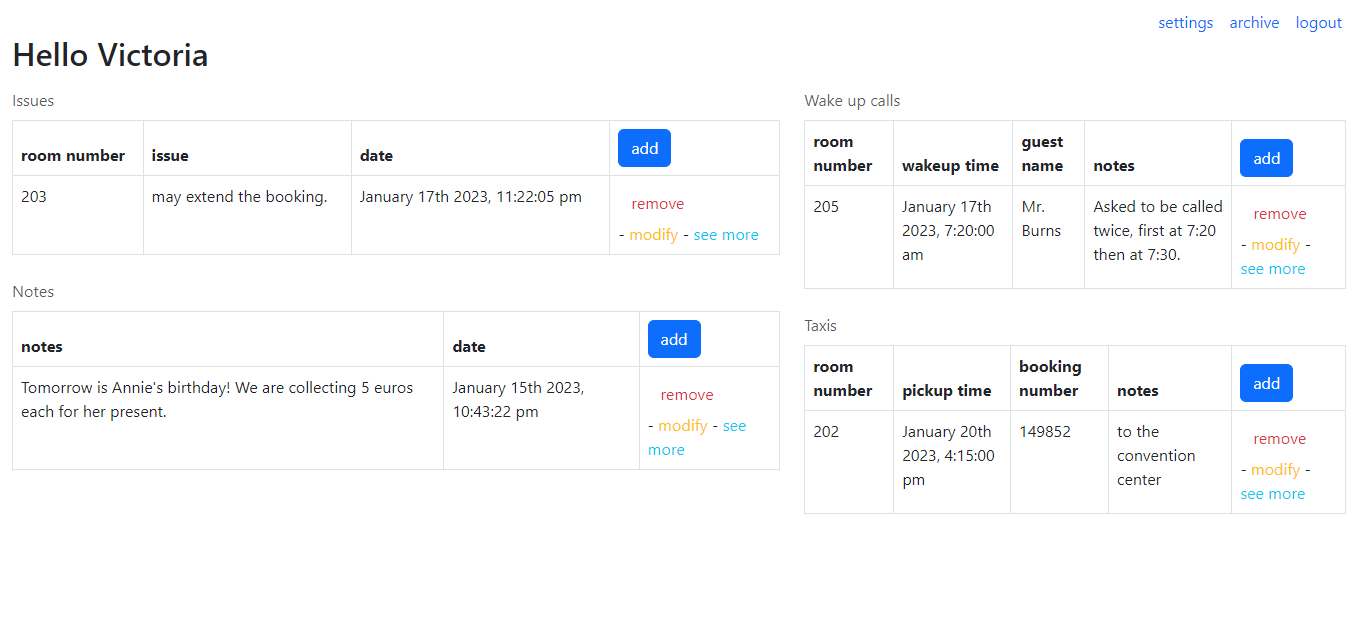 settings archive logout
Hello Victoria
Issues
room number issue date add
203 may extend the booking. January 17th 2023, 11:22:05 pm remove
- modify - see more
Notes
notes date add
Tomorrow is Annie's birthday! We are collecting 5 euros January 15th 2023, remove
each for her present. 10:43:22 pm - modify - see
more
Wake up calls
room guest
number wakeup time name notes add
205 January 17th Mr. Asked to be called remove
2023, 7:20:00 Burns twice, first at 7:20 - modify -
am then at 7:30. see more
Taxis
room booking
number pickup time number notes add
202 January 20th 149852 to the remove
2023, 4:15:00 convention - modify -
pm center see more